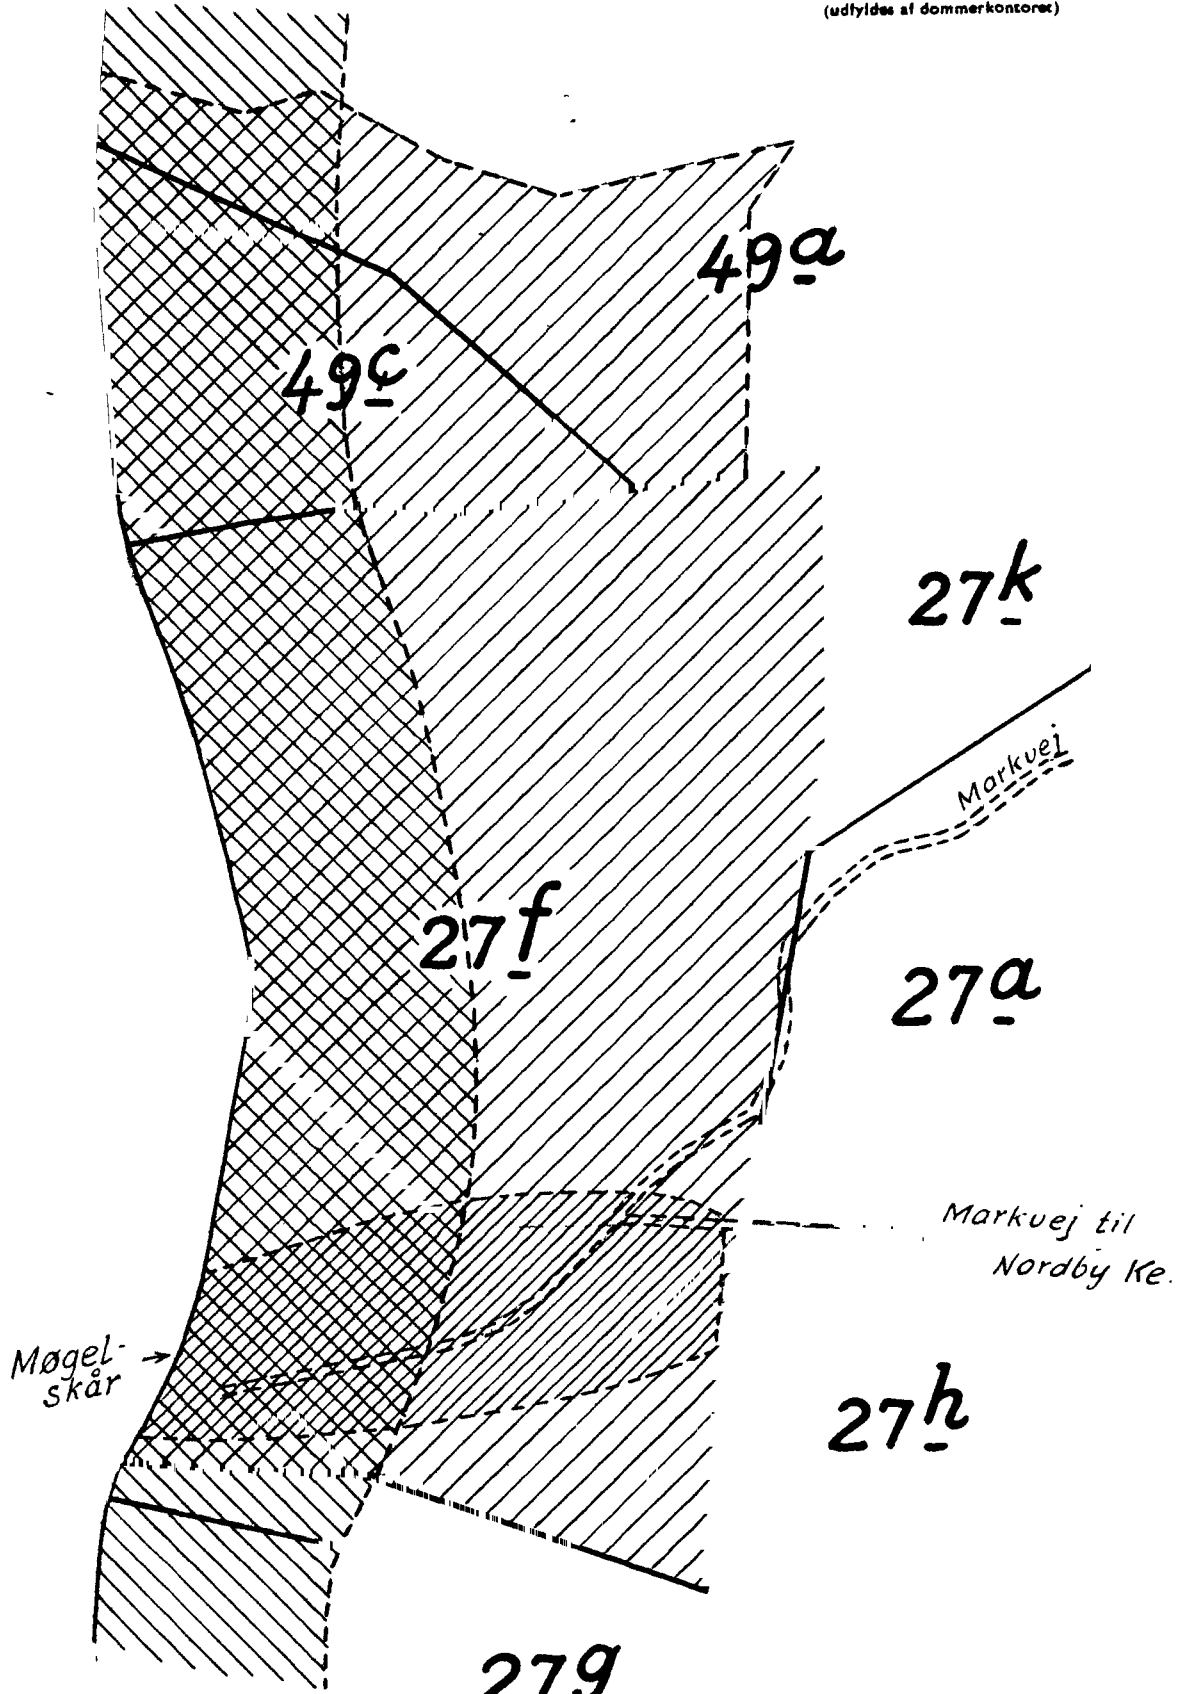 (udfyldes af dommerkontoret)
49a
49c
27k
Markvej
27f
27a
Markvej til
Nordby Ke.
Møgel-
skår
27h
27g